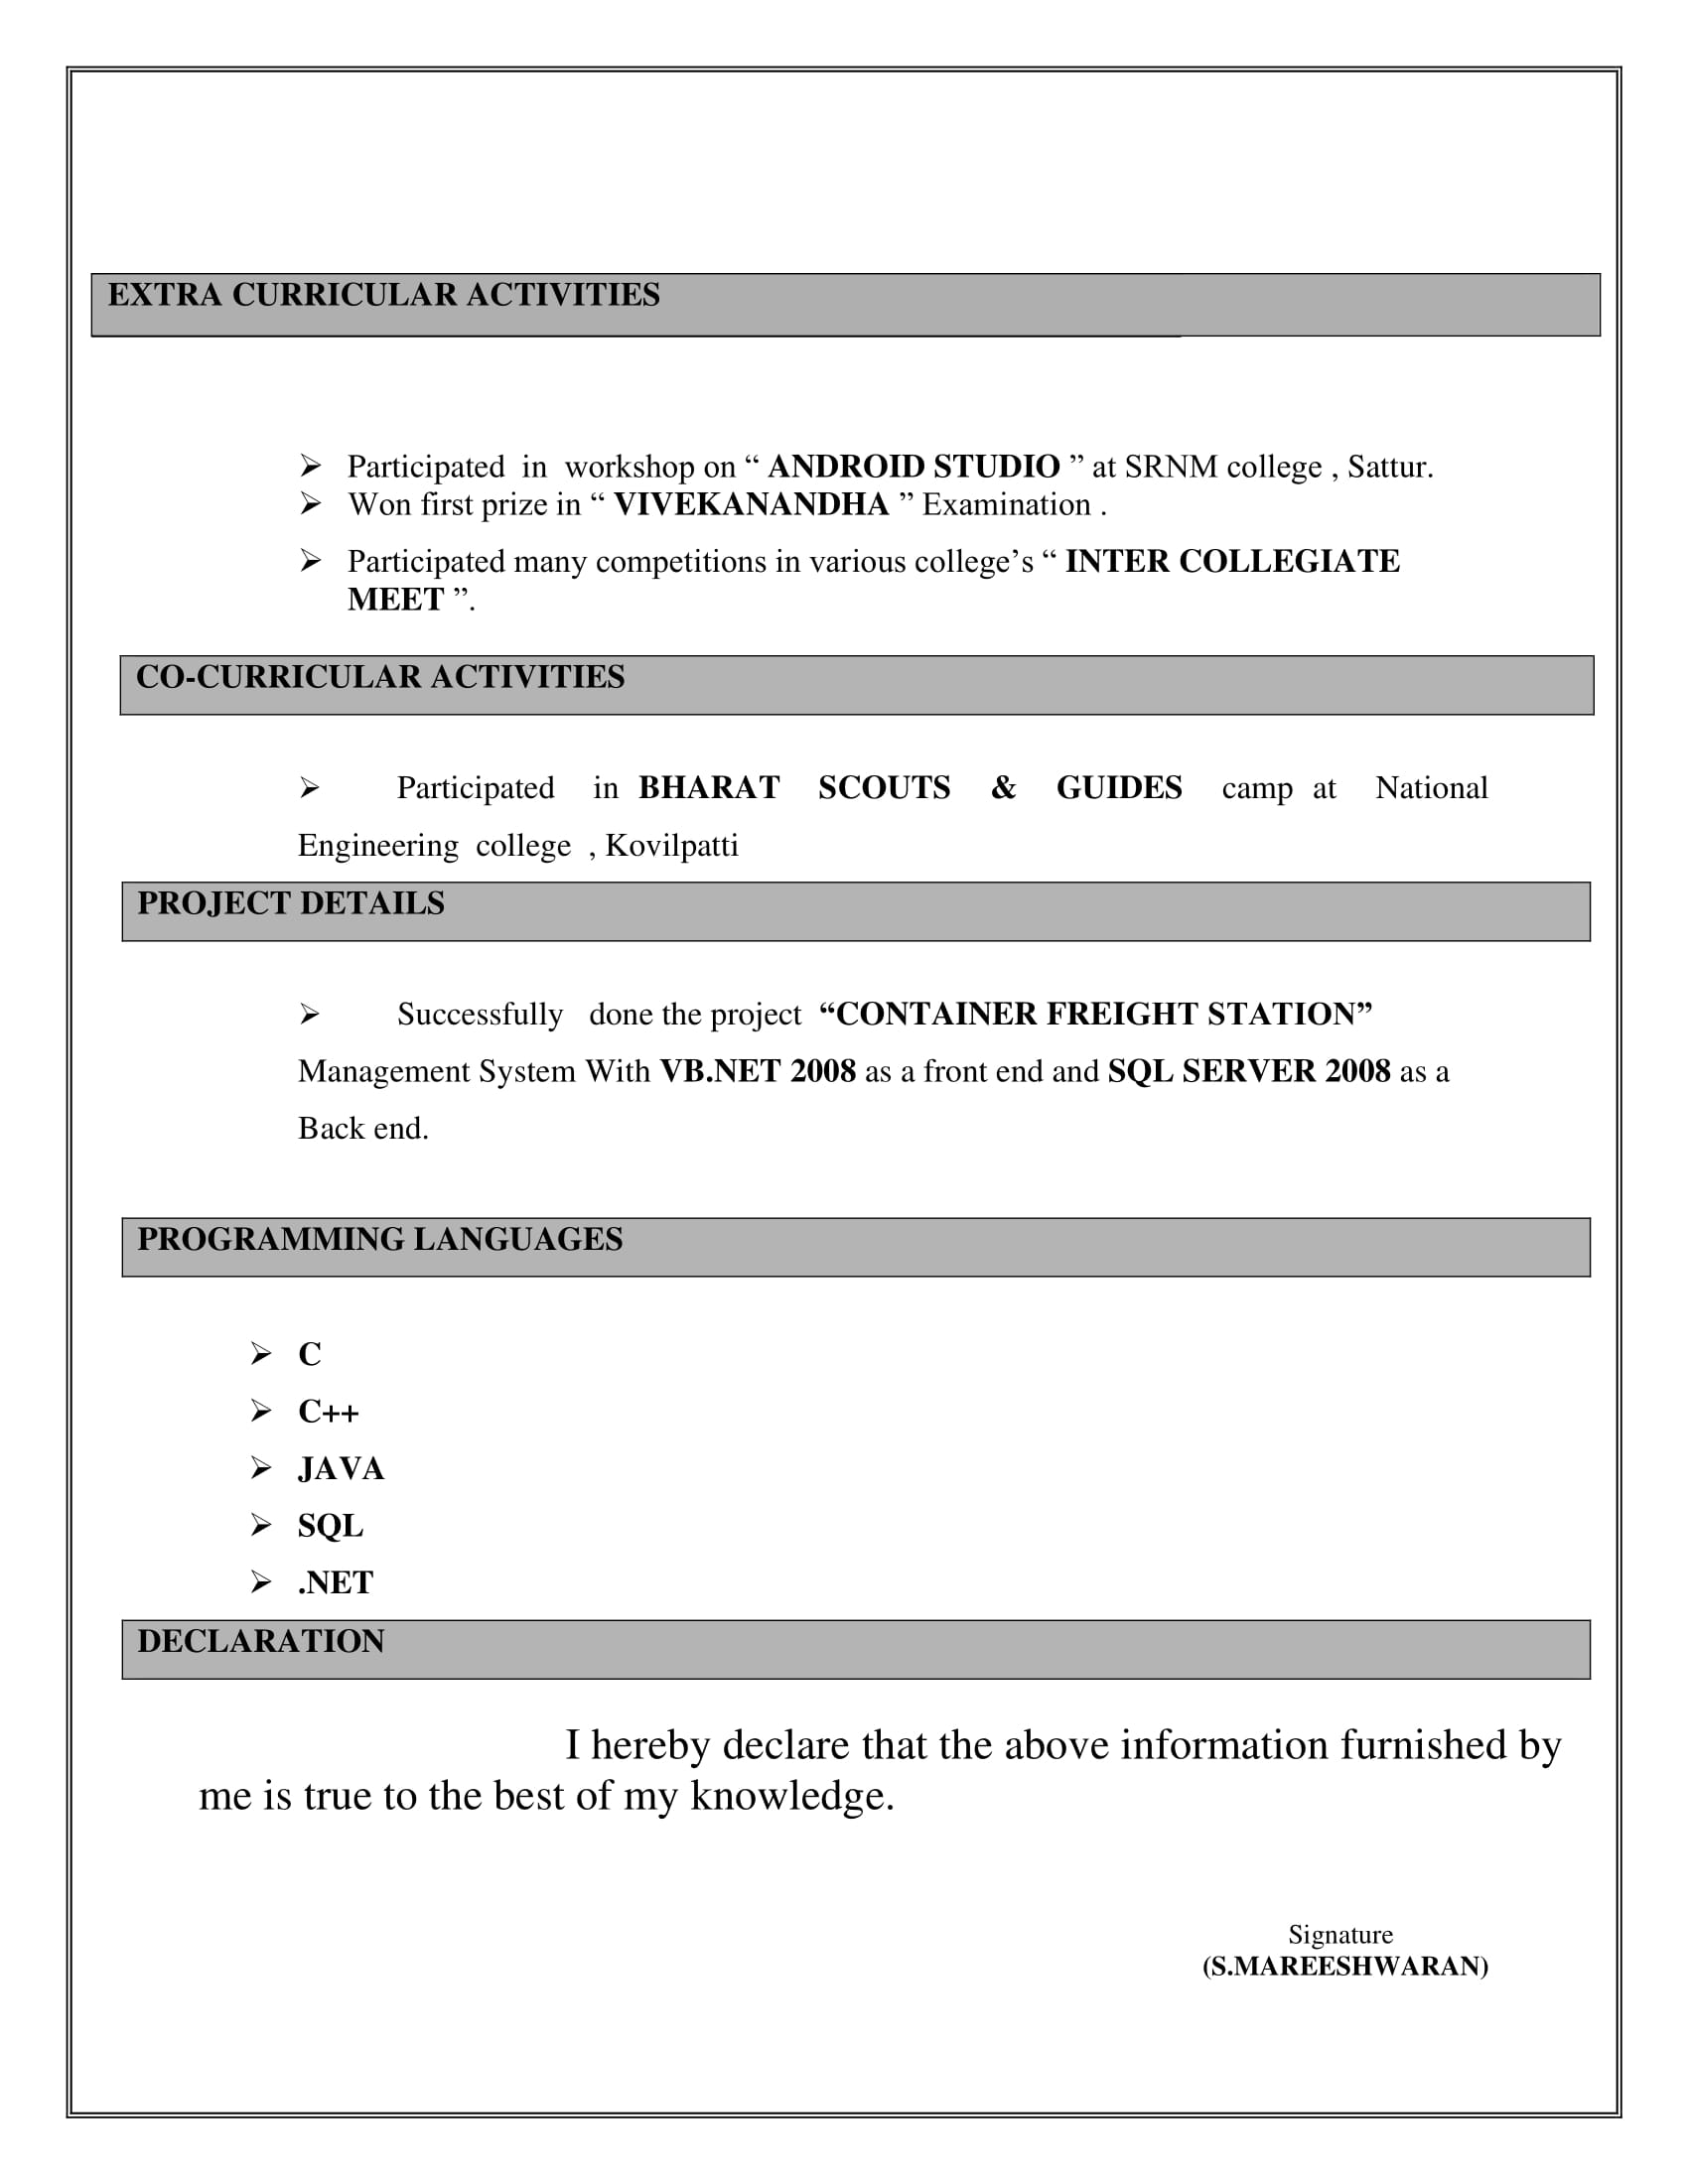 EXTRA CURRICULAR ACTIVITIES
➢ Participated in workshop on “ ANDROID STUDIO ” at SRNM college , Sattur.
➢ Won first prize in “ VIVEKANANDHA ” Examination .
➢ Participated many competitions in various college’s “ INTER COLLEGIATE
MEET ”.
CO-CURRICULAR ACTIVITIES
➢ Participated in BHARAT SCOUTS & GUIDES camp at National
Engineering college , Kovilpatti
PROJECT DETAILS
➢ Successfully done the project “CONTAINER FREIGHT STATION”
Management System With VB.NET 2008 as a front end and SQL SERVER 2008 as a
Back end.
PROGRAMMING LANGUAGES
➢ C
➢ C++
➢ JAVA
➢ SQL
➢ .NET
DECLARATION
I hereby declare that the above information furnished by
me is true to the best of my knowledge.
Signature
(S.MAREESHWARAN)